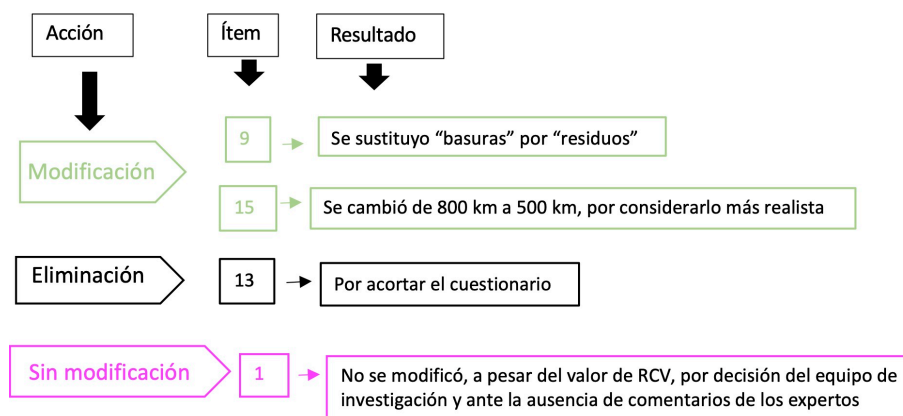 Acción
Ítem
Resultado
Modificación
9
Se sustituyo “basuras” por “residuos”
15
Se cambió de 800 km a 500 km, por considerarlo más realista
Eliminación
13
Por acortar el cuestionario
Sin modificación
1
No se modificó, a pesar del valor de RCV, por decisión del equipo de
investigación y ante la ausencia de comentarios de los expertos